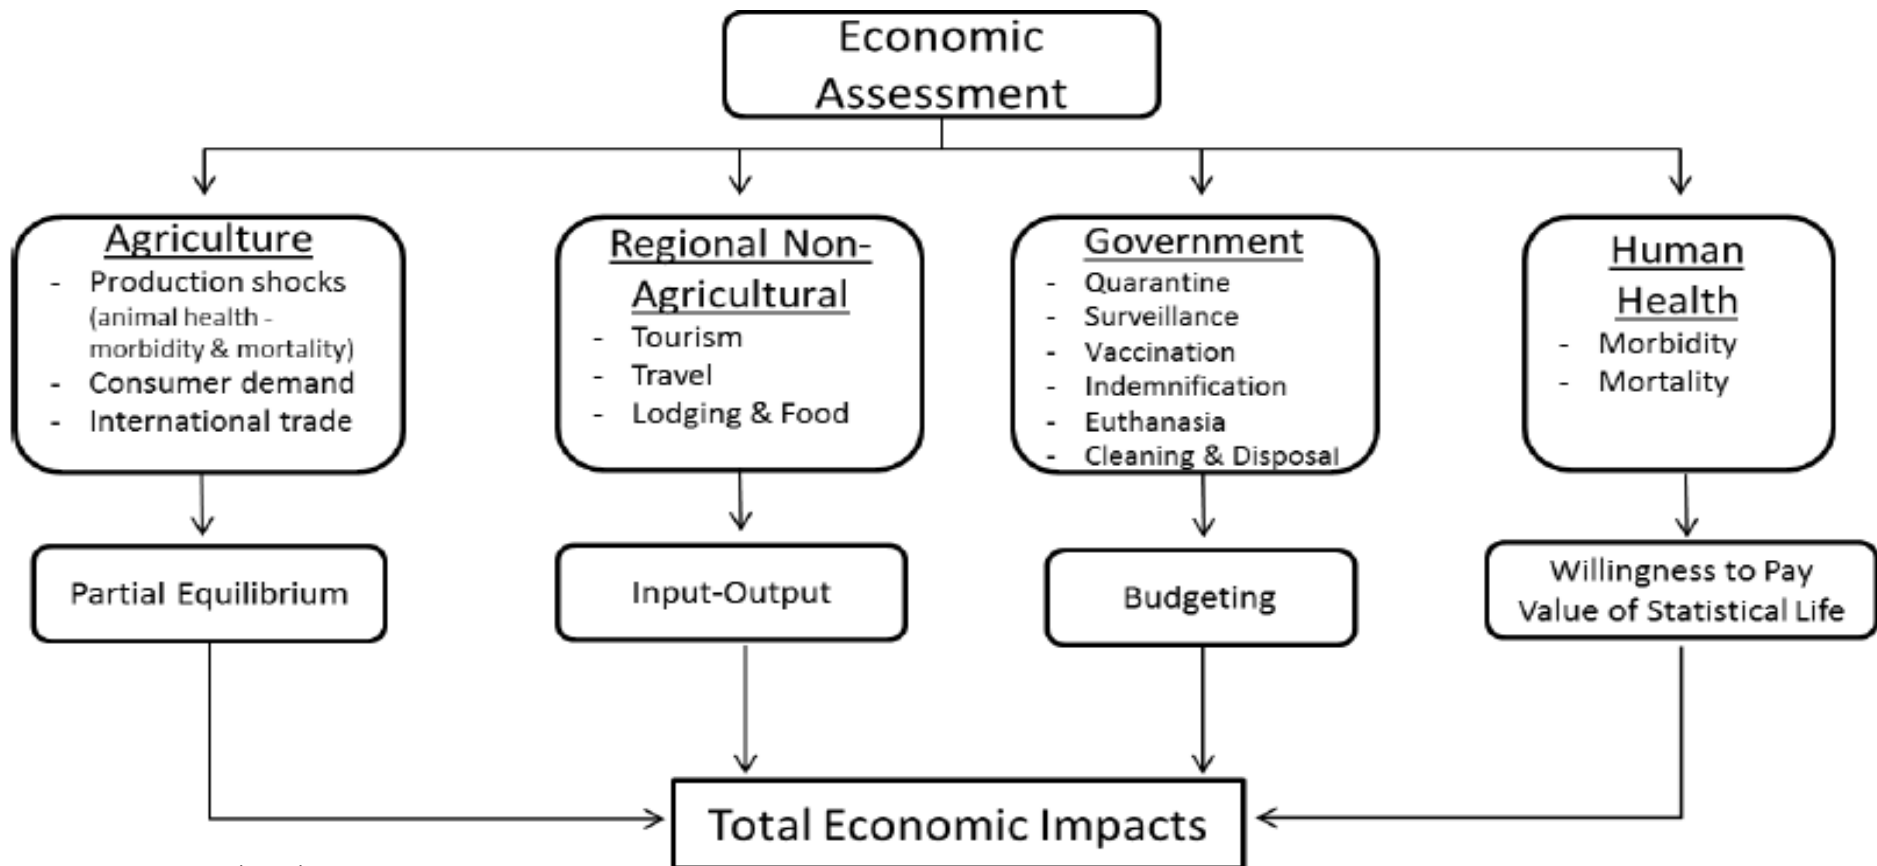 Economic
Assessment
Agriculture
- Production shocks
(animal health -
morbidity & mortality)
- Consumer demand
- International trade
Regional Non-
Agricultural
- Tourism
- Travel
- Lodging & Food
Government
- Quarantine
- Surveillance
- Vaccination
- Indemnification
- Euthanasia
- Cleaning & Disposal
Human
Health
- Morbidity
- Mortality
Partial Equilibrium
Input-Output
Budgeting
Willingness to Pay
Value of Statistical Life
Total Economic Impacts